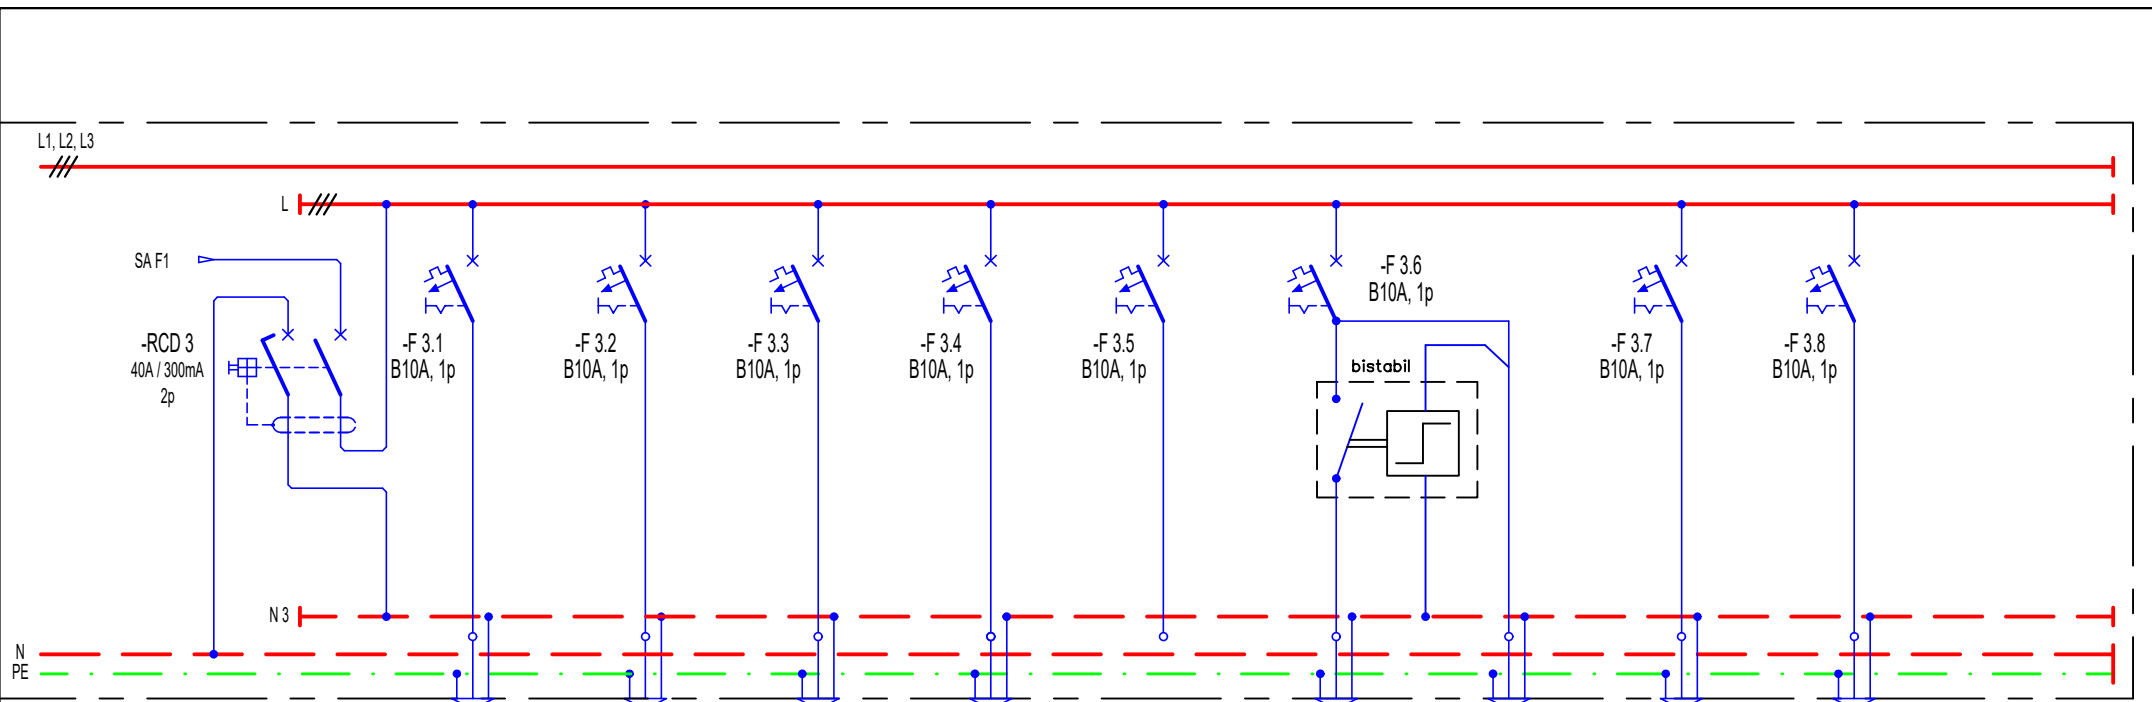 L1, L2, L3
L
SA F1
-RCD 3
40A / 300mA
2p
-F 3.1
B10A, 1p
-F 3.2
B10A, 1p
-F 3.3
B10A, 1p
-F 3.4
B10A, 1p
-F 3.5
B10A, 1p
-F 3.6
B10A, 1p
bistabil
-F 3.7
B10A, 1p
-F 3.8
B10A, 1p
N 3
N
PE